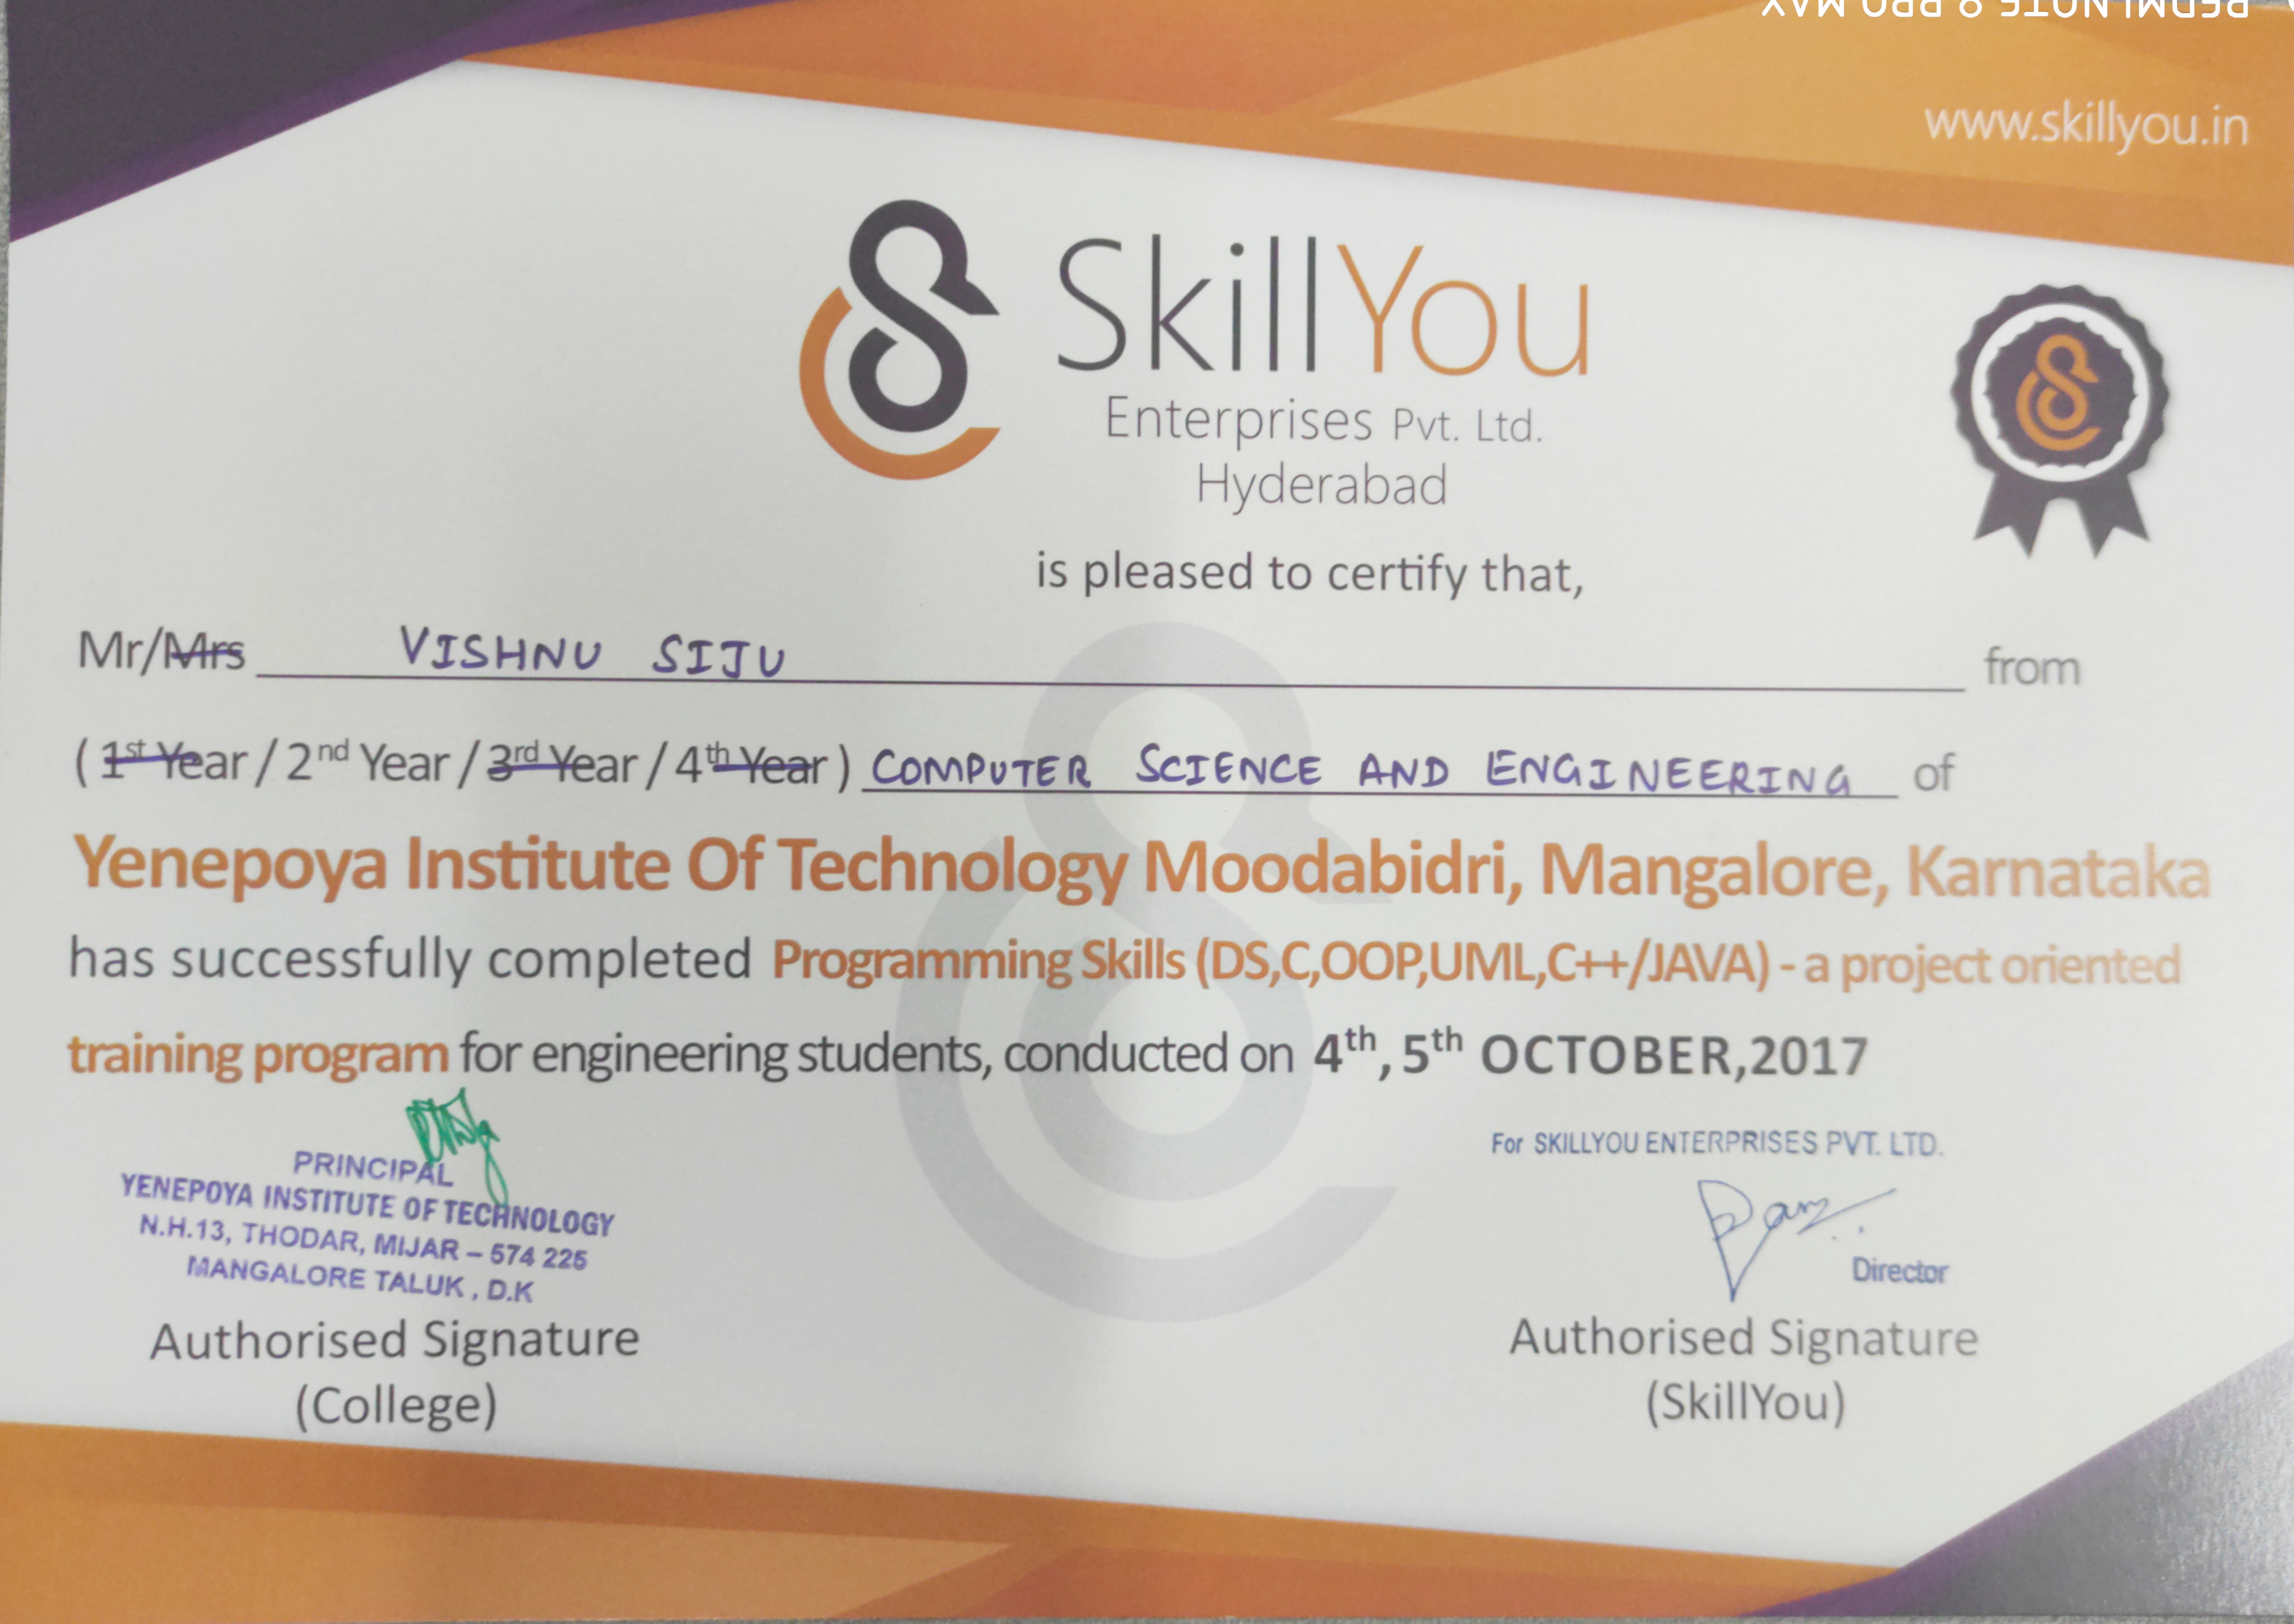 REDMI NOTE 8 PRO MAX
www.skillyou.in
SkillYou
Enterprises Pvt. Ltd.
Hyderabad
is pleased to certify that,
Mr/Mrs VISHNU SIJU from
( 1st Year / 2nd Year / 3rd Year / 4th Year ) COMPUTER SCIENCE AND ENGINEERING of
Yenepoya Institute Of Technology Moodabidri, Mangalore, Karnataka
has successfully completed Programming Skills (DS,C,OOP,UML,C++/JAVA) - a project oriented
training program for engineering students, conducted on 4th, 5th OCTOBER,2017
PRINCIPAL
YENEPOYA INSTITUTE OF TECHNOLOGY
N.H.13, THODAR, MIJAR – 574 225
MANGALORE TALUK , D.K
Authorised Signature
(College)
For SKILLYOU ENTERPRISES PVT. LTD.
Director
Authorised Signature
(SkillYou)